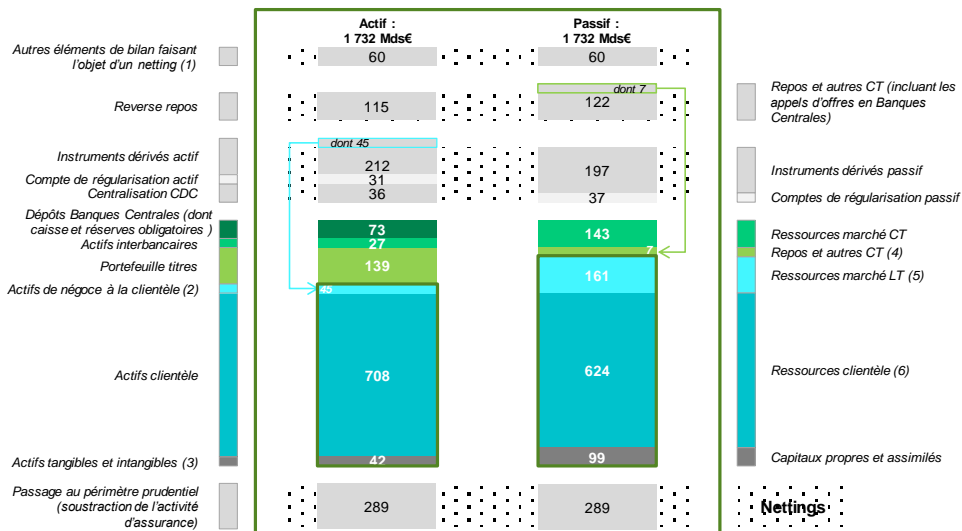 Actif :
1 732 Mds€
Passif :
1 732 Mds€
Autres éléments de bilan faisant
l'objet d'un netting (1)
60
60
Reverse repos
115
dont 7
122
Repos et autres CT (incluant les
appels d'offres en Banques
Centrales)
dont 45
Instruments dérivés actif
212
197
Instruments dérivés passif
Compte de régularisation actif
31
Centralisation CDC
36
37
Comptes de régularisation passif
Dépôts Banques Centrales (dont
caisse et réserves obligatoires )
73
143
Ressources marché CT
Actifs interbancaires
27
7
Repos et autres CT (4)
Portefeuille titres
139
161
Ressources marché LT (5)
Actifs de négoce à la clientèle (2)
45
Actifs clientèle
708
624
Ressources clientèle (6)
Actifs tangibles et intangibles (3)
42
99
Capitaux propres et assimilés
Passage au périmètre prudentiel
(soustraction de l'activité
d'assurance)
289
289
Nettings